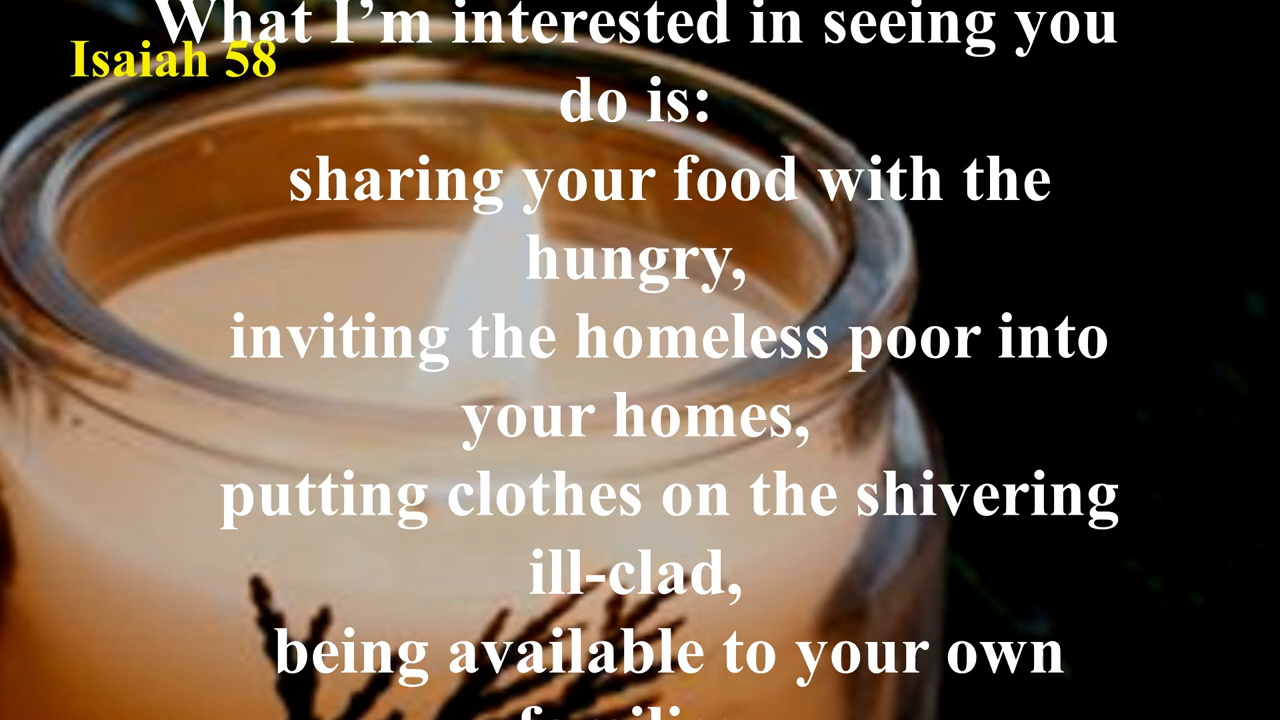 What I’m interested in seeing you
Isaiah 58
do is:
sharing your food with the
hungry,
inviting the homeless poor into
your homes,
putting clothes on the shivering
ill-clad,
being available to your own